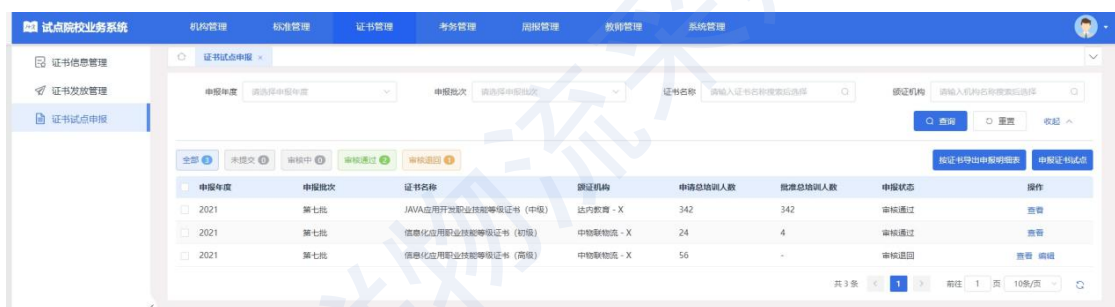 试点院校业务系统 机构管理 标准管理 证书管理 考务管理 周报管理 教师管理 系统管理
证书信息管理
证书发放管理
证书试点申报
证书试点申报 ×
申报年度 请选择申报年度 申报批次 请选择申报批次 证书名称 请输入证书名称搜索后选择 颁证机构 请输入机构名称搜索后选择
查询 重置 收起
全部 3 未提交 0 审核中 0 审核通过 2 审核退回 1 按证书导出申报明细表 申报证书试点
申报年度 申报批次 证书名称 颁证机构 申请总培训人数 批准总培训人数 申报状态 操作
2021 第七批 JAVA应用开发职业技能等级证书（中级） 达内教育 - X 342 342 审核通过 查看
2021 第七批 信息化应用职业技能等级证书（初级） 中物联物流 - X 24 4 审核通过 查看
2021 第七批 信息化应用职业技能等级证书（高级） 中物联物流 - X 56 - 审核退回 查看 编辑
共 3 条 < 1 > 前往 1 页 10条/页